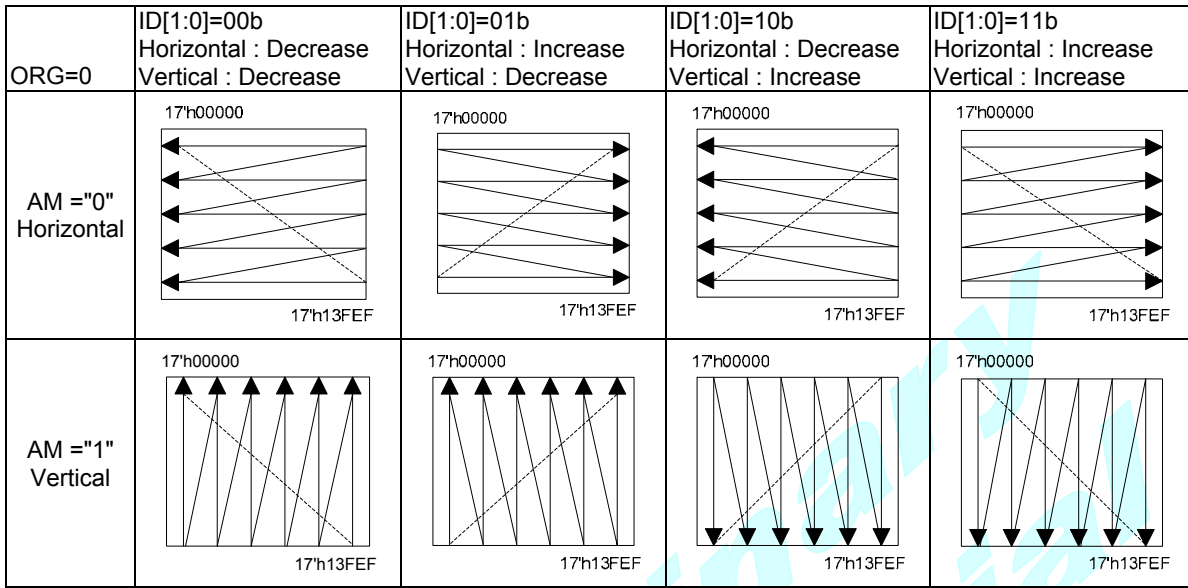 ORG=0
ID[1:0]=00b
Horizontal : Decrease
Vertical : Decrease
ID[1:0]=01b
Horizontal : Increase
Vertical : Decrease
ID[1:0]=10b
Horizontal : Decrease
Vertical : Increase
ID[1:0]=11b
Horizontal : Increase
Vertical : Increase
AM ="0"
Horizontal
17'h00000
17'h13FEF
17'h00000
17'h13FEF
17'h00000
17'h13FEF
17'h00000
17'h13FEF
AM ="1"
Vertical
17'h00000
17'h13FEF
17'h00000
17'h13FEF
17'h00000
17'h13FEF
17'h00000
17'h13FEF